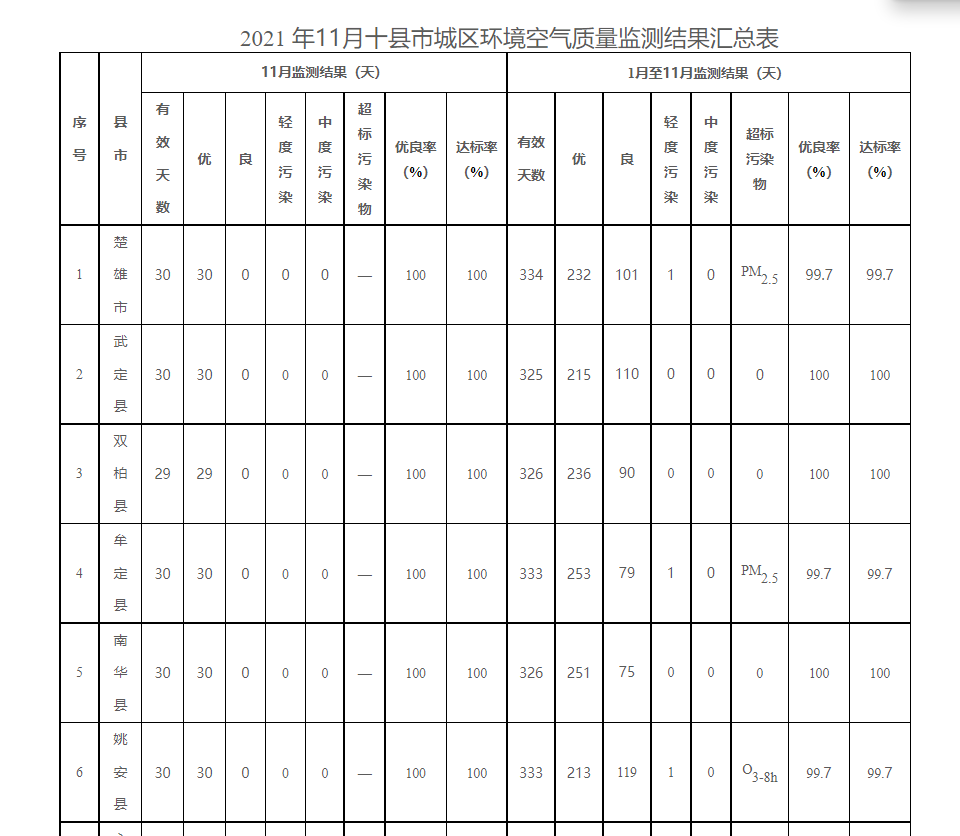 2021 年11月十县市城区环境空气质量监测结果汇总表
序号 县市 11月监测结果（天） 1月至11月监测结果（天）
有效天数 优 良 轻度污染 中度污染 超标污染物 优良率（%） 达标率（%） 有效天数 优 良 轻度污染 中度污染 超标污染物 优良率（%） 达标率（%）
1 楚雄市 30 30 0 0 0 — 100 100 334 232 101 1 0 PM2.5 99.7 99.7
2 武定县 30 30 0 0 0 — 100 100 325 215 110 0 0 0 100 100
3 双柏县 29 29 0 0 0 — 100 100 326 236 90 0 0 0 100 100
4 牟定县 30 30 0 0 0 — 100 100 333 253 79 1 0 PM2.5 99.7 99.7
5 南华县 30 30 0 0 0 — 100 100 326 251 75 0 0 0 100 100
6 姚安县 30 30 0 0 0 — 100 100 333 213 119 1 0 O3-8h 99.7 99.7